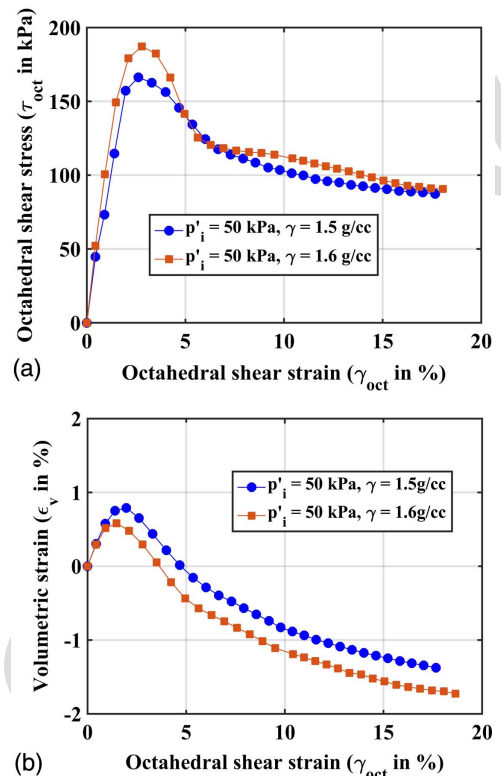 200
150
100
50
0
Octahedral shear stress (τoct in kPa)
p'i = 50 kPa, γ = 1.5 g/cc
p'i = 50 kPa, γ = 1.6 g/cc
0 5 10 15 20
(a)
Octahedral shear strain (γoct in %)
2
1
0
-1
-2
Volumetric strain (ϵv in %)
p'i = 50 kPa, γ = 1.5g/cc
p'i = 50 kPa, γ = 1.6g/cc
0 5 10 15 20
(b)
Octahedral shear strain (γoct in %)